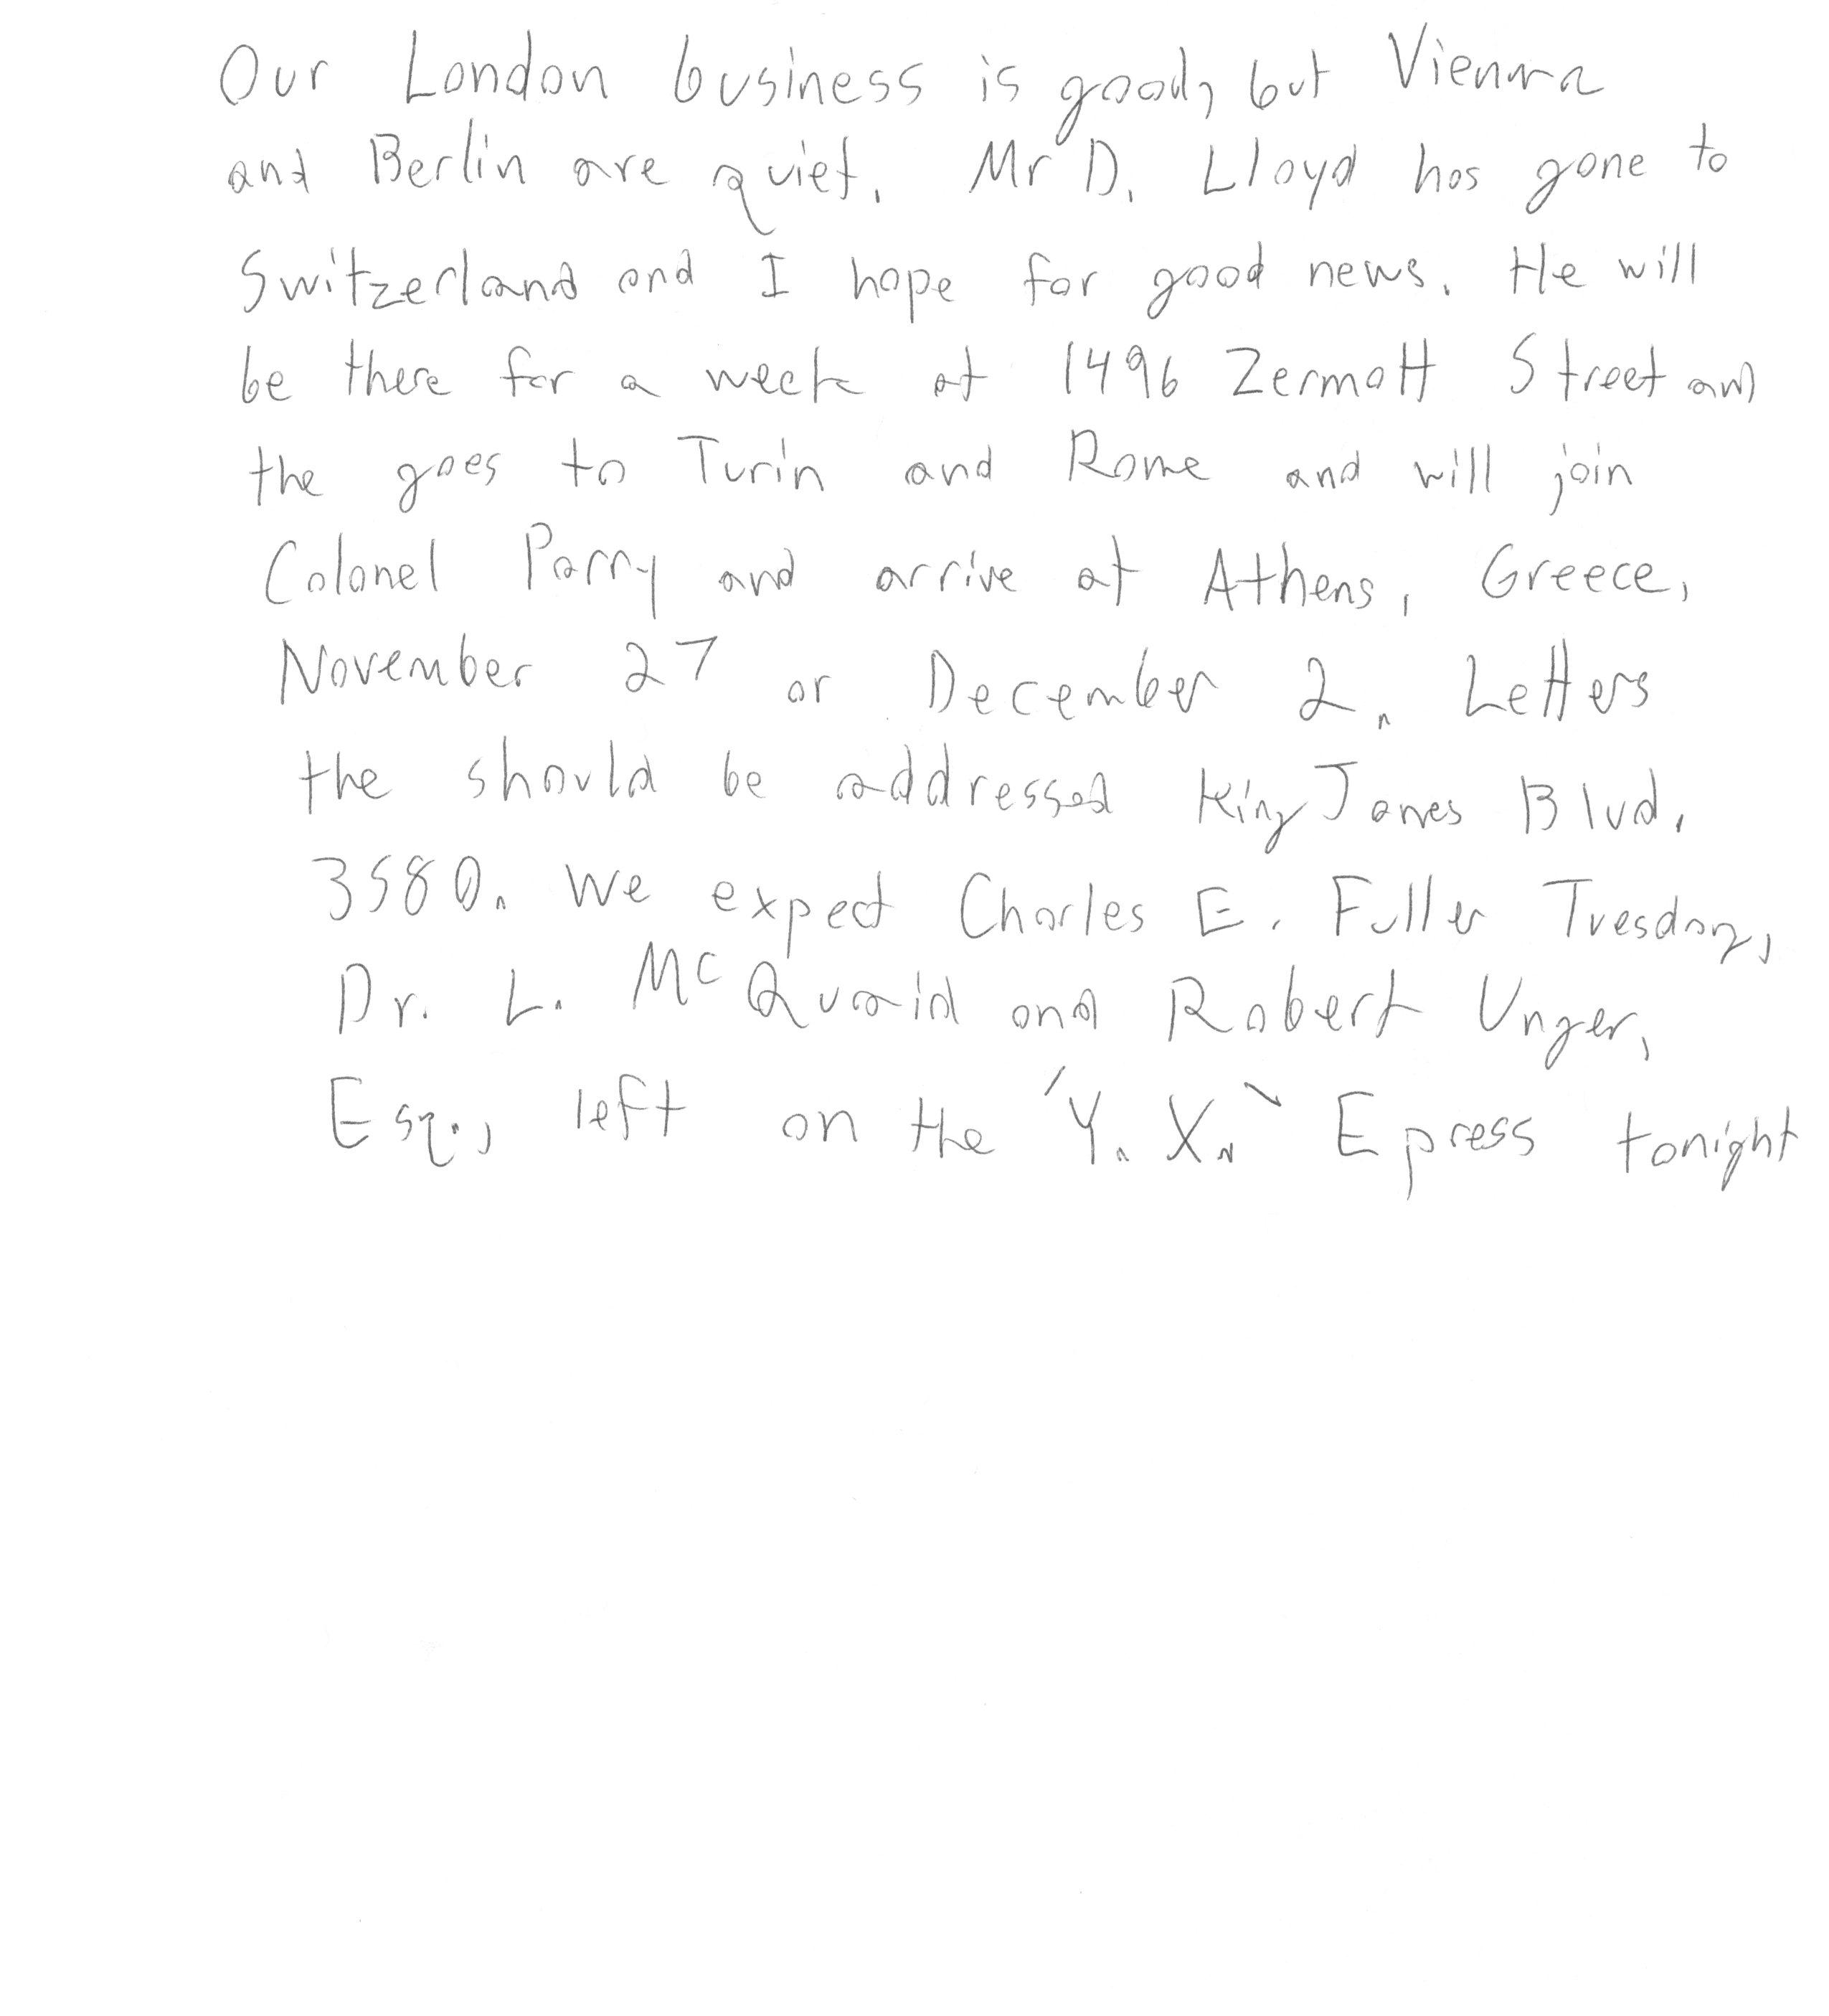 Our London business is good, but Vienna
and Berlin are quiet. Mr D. Lloyd has gone to
Switzerland and I hope for good news. He will
be there for a week at 1496 Zermott Street and
the goes to Turin and Rome and will join
Colonel Parry and arrive at Athens, Greece,
November 27 or December 2. Letters
the should be addressed King James Blvd.
3580. We expect Charles E. Fuller Tuesday,
Dr. L. McQuaid and Robert Unger,
Esq., left on the 'Y. X.' Epress tonight